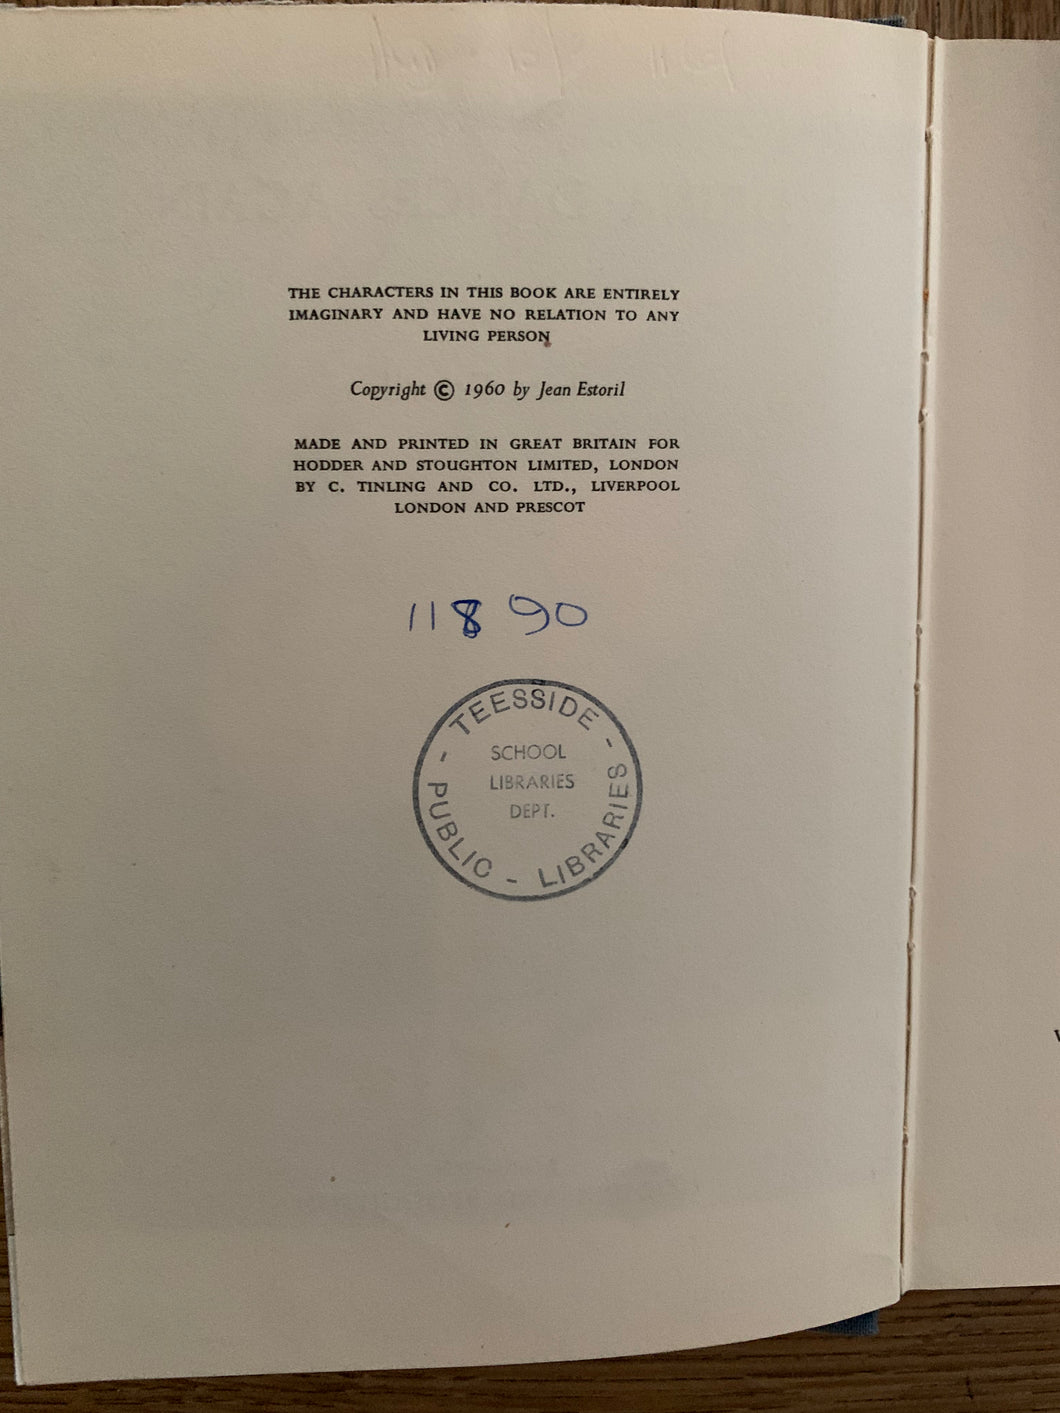 THE CHARACTERS IN THIS BOOK ARE ENTIRELY
IMAGINARY AND HAVE NO RELATION TO ANY
LIVING PERSON
Copyright © 1960 by Jean Estoril
MADE AND PRINTED IN GREAT BRITAIN FOR
HODDER AND STOUGHTON LIMITED, LONDON
BY C. TINLING AND CO. LTD., LIVERPOOL
LONDON AND PRESCOT
11890
- TEESSIDE -
SCHOOL
LIBRARIES
DEPT.
PUBLIC - LIBRARIES